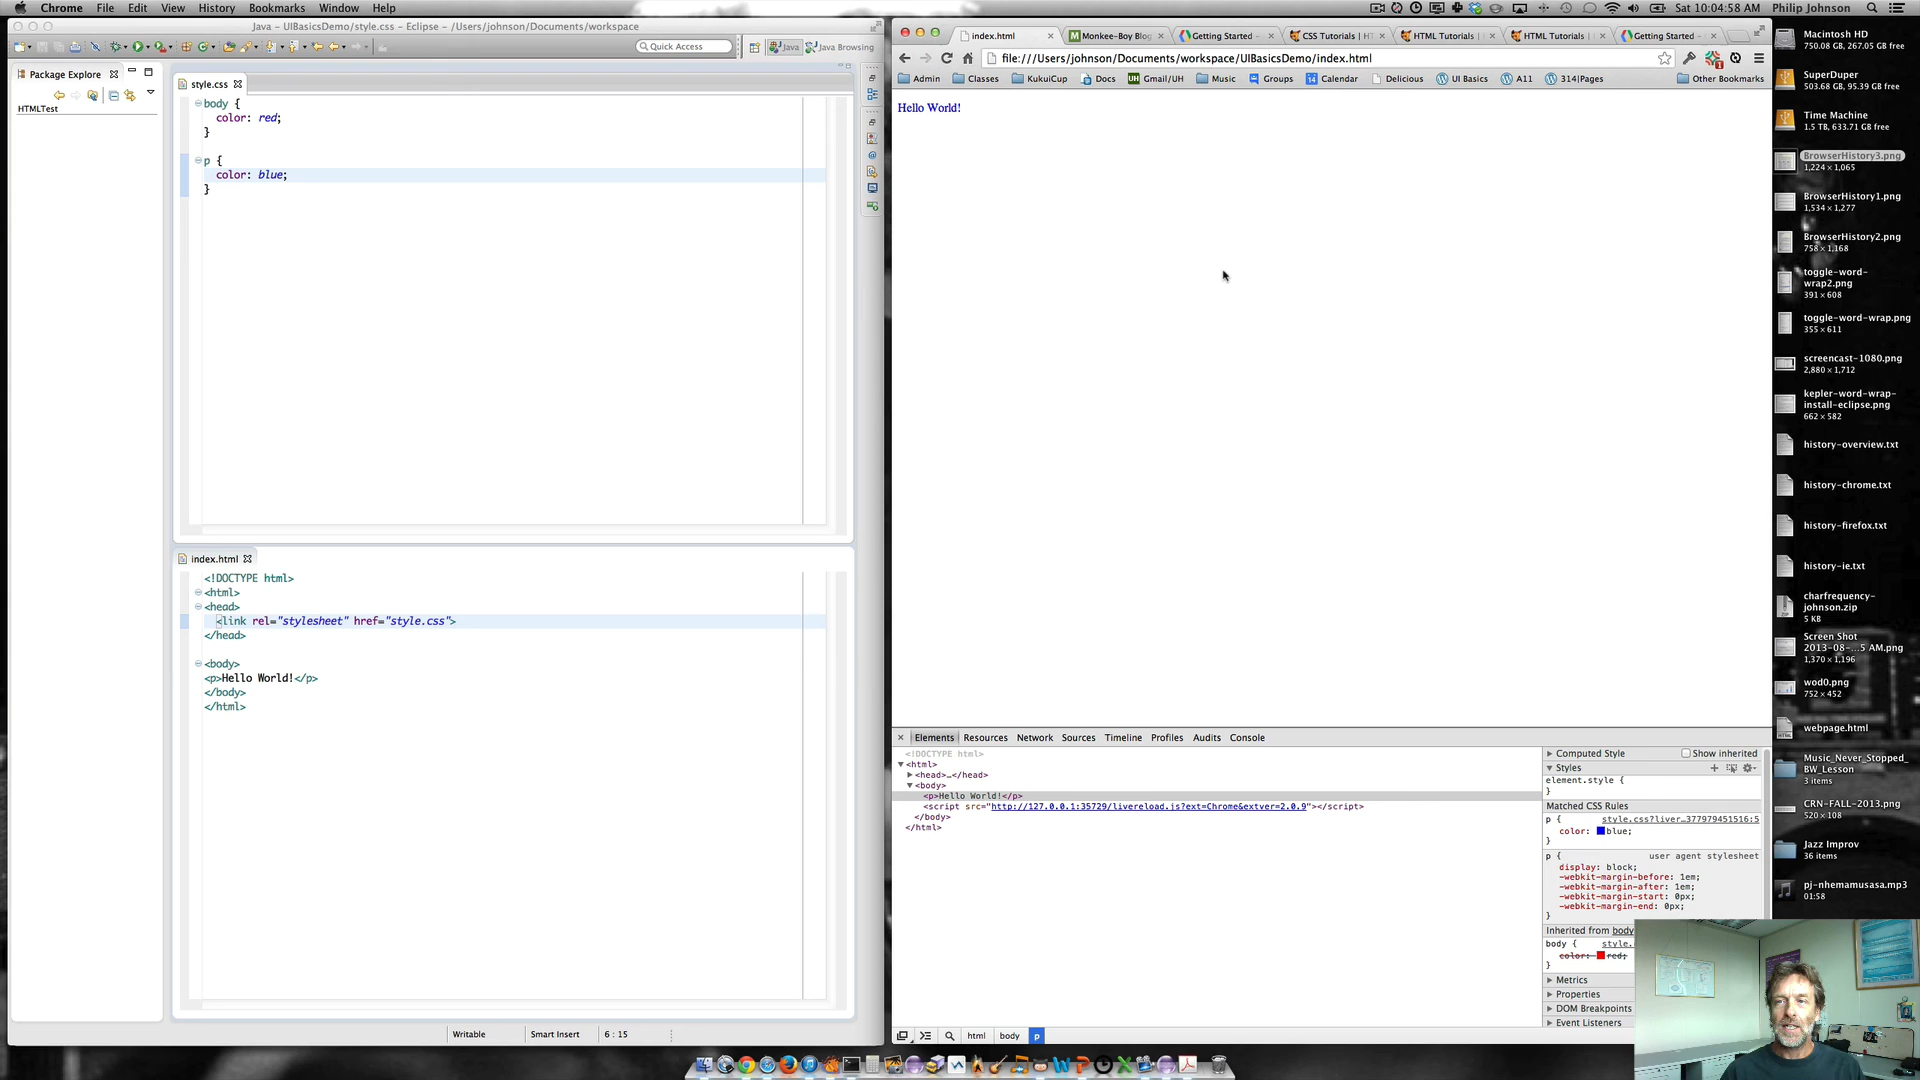 Chrome File Edit View History Bookmarks Window Help
Sat 10:04:58 AM Philip Johnson
Java – UIBasicsDemo/style.css – Eclipse – /Users/johnson/Documents/workspace
Quick Access
Java
Java Browsing
Package Explore
HTMLTest
style.css
body {
color: red;
}
p {
color: blue;
}
index.html
<!DOCTYPE html>
<html>
<head>
<link rel="stylesheet" href="style.css">
</head>
<body>
<p>Hello World!</p>
</body>
</html>
Writable Smart Insert 6 : 15
index.html Monkee-Boy Blog Getting Started - CSS Tutorials | HT HTML Tutorials | HTML Tutorials | Getting Started -
file:///Users/johnson/Documents/workspace/UIBasicsDemo/index.html
Admin Classes KukuiCup Docs Gmail/UH Music Groups Calendar Delicious UI Basics A11 314|Pages Other Bookmarks
Hello World!
Elements Resources Network Sources Timeline Profiles Audits Console
<!DOCTYPE html>
<html>
<head>…</head>
<body>
<p>Hello World!</p>
<script src="http://127.0.0.1:35729/livereload.js?ext=Chrome&extver=2.0.9"></script>
</body>
</html>
html body p
Computed Style Show inherited
Styles
element.style {
}
Matched CSS Rules
p { style.css?liver…377979451516:5
color: blue;
}
p { user agent stylesheet
display: block;
-webkit-margin-before: 1em;
-webkit-margin-after: 1em;
-webkit-margin-start: 0px;
-webkit-margin-end: 0px;
}
Inherited from body
body { style.
color: red;
}
Metrics
Properties
DOM Breakpoints
Event Listeners
Macintosh HD
750.08 GB, 267.05 GB free
SuperDuper
503.68 GB, 95.39 GB free
Time Machine
1.5 TB, 633.71 GB free
BrowserHistory3.png
1,224 × 1,065
BrowserHistory1.png
1,534 × 1,277
BrowserHistory2.png
758 × 1,168
toggle-word-
wrap2.png
391 × 608
toggle-word-wrap.png
355 × 611
screencast-1080.png
2,880 × 1,712
kepler-word-wrap-
install-eclipse.png
662 × 582
history-overview.txt
history-chrome.txt
history-firefox.txt
history-ie.txt
charfrequency-
johnson.zip
5 KB
Screen Shot
2013-08-...5 AM.png
1,370 × 1,196
wod0.png
752 × 452
webpage.html
Music_Never_Stopped_
BW_Lesson
3 items
CRN-FALL-2013.png
520 × 108
Jazz Improv
36 items
pj-nhemamusasa.mp3
01:58